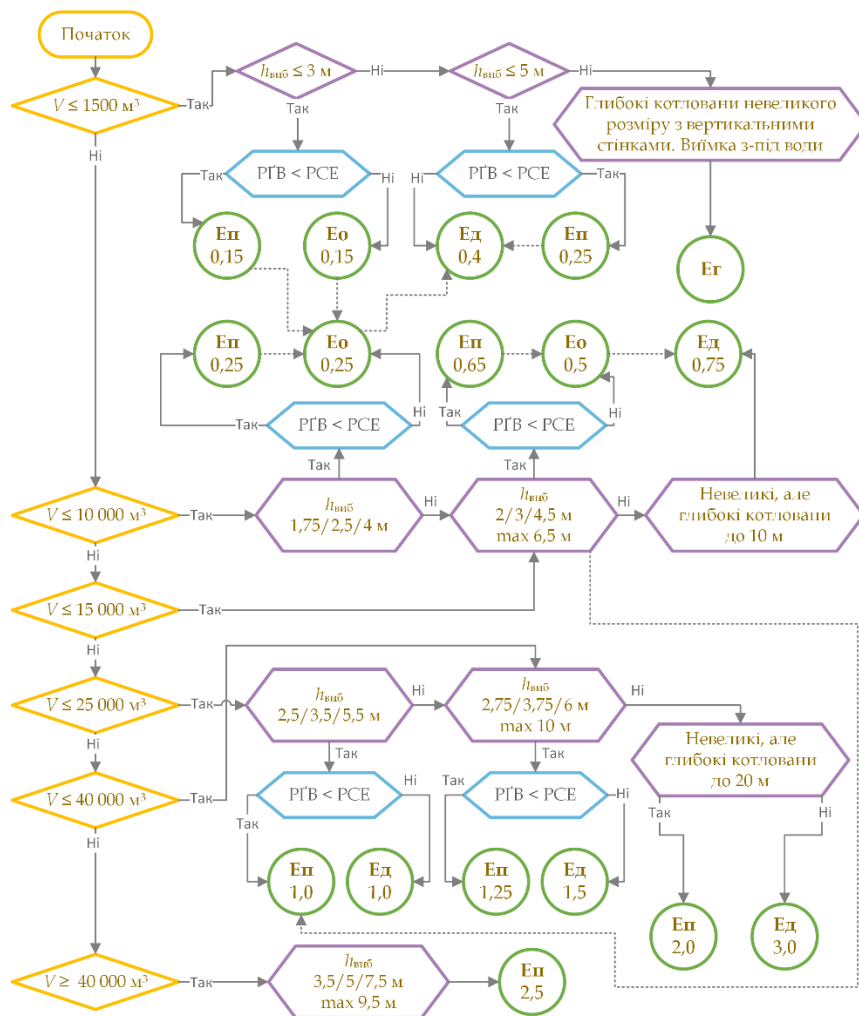 Початок
V ≤ 1500 м³
Так
Ні
hвиб ≤ 3 м
Ні
Так
hвиб ≤ 5 м
Ні
Так
Глибокі котловани невеликого
розміру з вертикальними
стінками. Виїмка з-під води
Так
РҐВ < РСЕ
Ні
Ні
РҐВ < РСЕ
Так
Еп
0,15
Ео
0,15
Ед
0,4
Еп
0,25
Ег
Еп
0,25
Ео
0,25
Еп
0,65
Ео
0,5
Ед
0,75
Так
РҐВ < РСЕ
Ні
Так
РҐВ < РСЕ
Ні
Так
Так
V ≤ 10 000 м³
Так
Ні
hвиб
1,75/2,5/4 м
Ні
hвиб
2/3/4,5 м
max 6,5 м
Ні
Невеликі, але
глибокі котловани
до 10 м
V ≤ 15 000 м³
Так
Ні
V ≤ 25 000 м³
Так
Ні
hвиб
2,5/3,5/5,5 м
Ні
Так
hвиб
2,75/3,75/6 м
max 10 м
Ні
Так
Невеликі, але
глибокі котловани
до 20 м
Так
Ні
V ≤ 40 000 м³
Так
Ні
РҐВ < РСЕ
Так
Ні
Так
РҐВ < РСЕ
Ні
Еп
1,0
Ед
1,0
Еп
1,25
Ед
1,5
Еп
2,0
Ед
3,0
V ≥ 40 000 м³
Так
hвиб
3,5/5/7,5 м
max 9,5 м
Еп
2,5